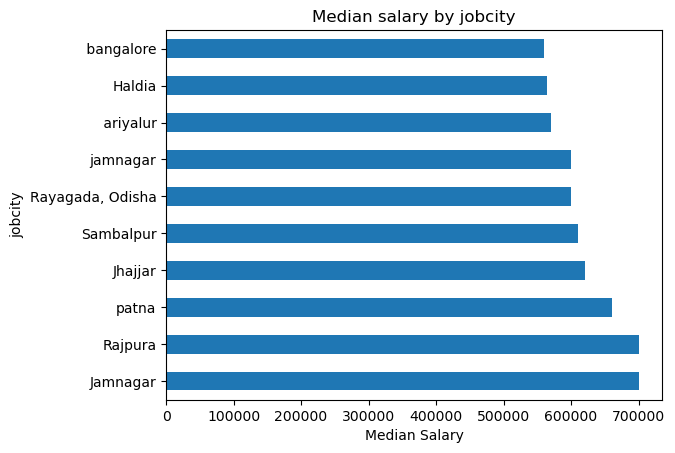 Median salary by jobcity
bangalore
Haldia
ariyalur
jamnagar
Rayagada, Odisha
Sambalpur
Jhajjar
patna
Rajpura
Jamnagar
jobcity
0 100000 200000 300000 400000 500000 600000 700000
Median Salary